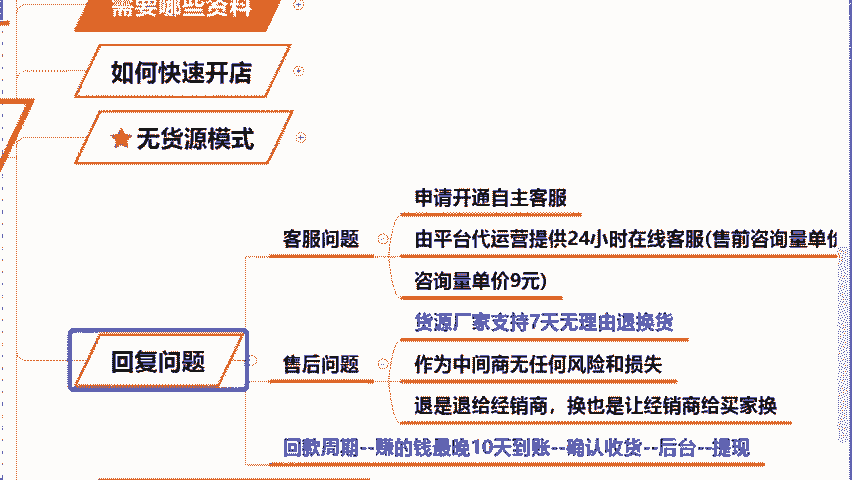 需要哪些资料
如何快速开店
无货源模式
申请开通自主客服
客服问题
由平台代运营提供24小时在线客服(售前咨询量单价
咨询量单价9元)
货源厂家支持7天无理由退换货
回复问题
售后问题
作为中间商无任何风险和损失
退是退给经销商，换也是让经销商给买家换
回款周期--赚的钱最晚10天到账--确认收货--后台--提现